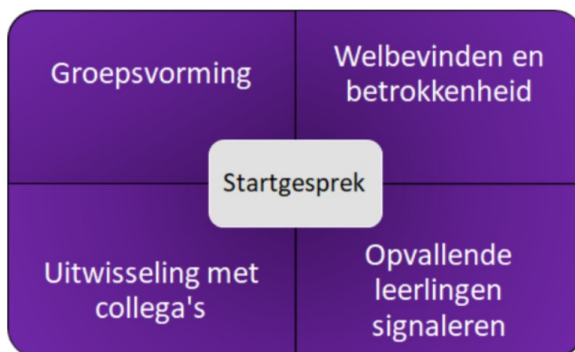 Groepsvorming
Welbevinden en
betrokkenheid
Startgesprek
Uitwisseling met
collega's
Opvallende
leerlingen
signaleren